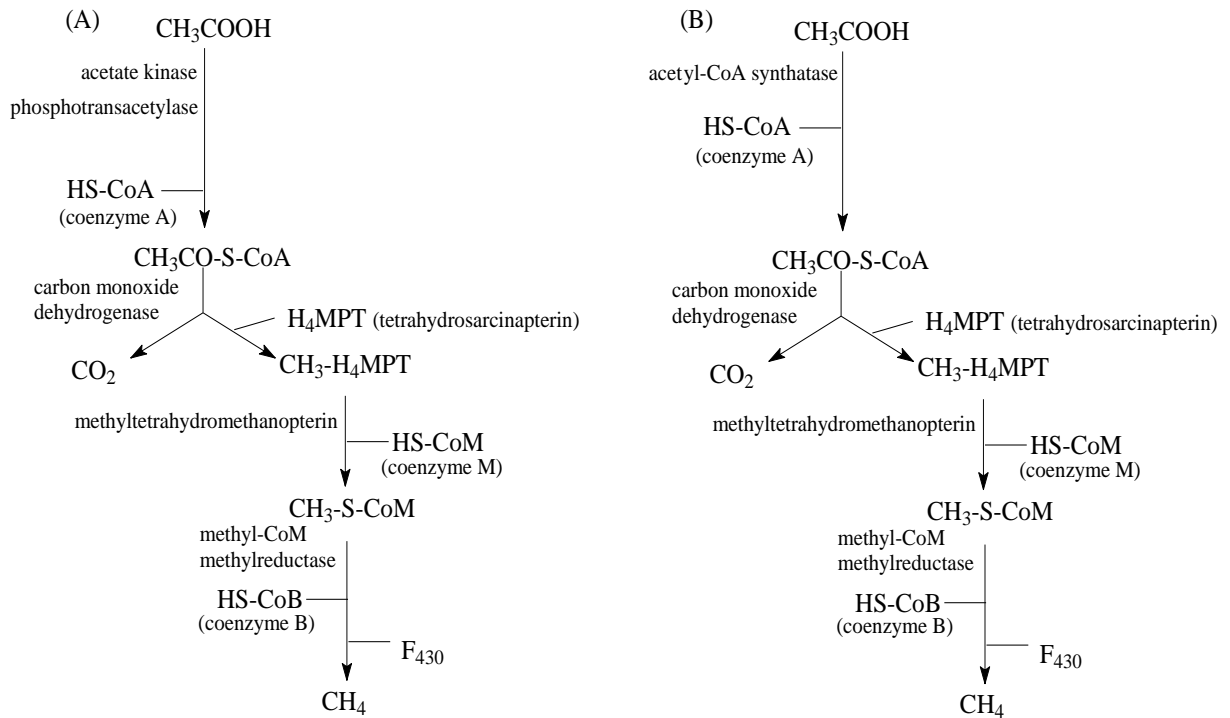 (A)
CH₃COOH
acetate kinase
phosphotransacetylase
HS-CoA
(coenzyme A)
CH₃CO-S-CoA
carbon monoxide
dehydrogenase
H₄MPT (tetrahydrosarcinapterin)
CO₂
CH₃-H₄MPT
methyltetrahydromethanopterin
HS-CoM
(coenzyme M)
CH₃-S-CoM
methyl-CoM
methylreductase
HS-CoB
(coenzyme B)
F₄₃₀
CH₄
(B)
CH₃COOH
acetyl-CoA synthatase
HS-CoA
(coenzyme A)
CH₃CO-S-CoA
carbon monoxide
dehydrogenase
H₄MPT (tetrahydrosarcinapterin)
CO₂
CH₃-H₄MPT
methyltetrahydromethanopterin
HS-CoM
(coenzyme M)
CH₃-S-CoM
methyl-CoM
methylreductase
HS-CoB
(coenzyme B)
F₄₃₀
CH₄